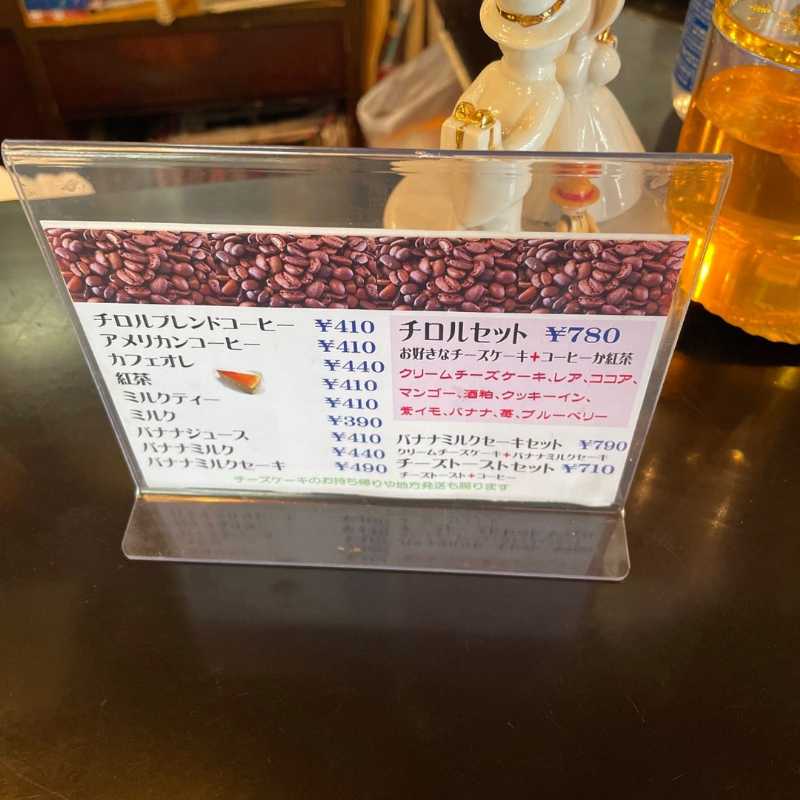 チロルブレンドコーヒー ¥410
アメリカンコーヒー ¥410
カフェオレ ¥440
紅茶 ¥410
ミルクティー ¥410
ミルク ¥390
バナナジュース ¥410
バナナミルク ¥440
バナナミルクセーキ ¥490
チロルセット ¥780
お好きなチーズケーキ+コーヒーか紅茶
クリームチーズケーキ、レア、ココア、
マンゴー、酒粕、クッキーイン、
紫イモ、バナナ、苺、ブルーベリー
バナナミルクセーキセット ¥790
クリームチーズケーキ+バナナミルクセーキ
チーズトーストセット ¥710
チーズトースト+コーヒー
チーズケーキのお持ち帰りや地方発送も賜ります